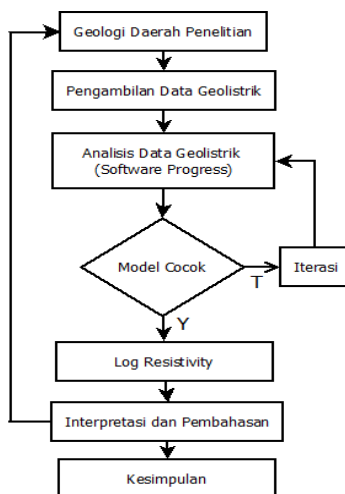 Geologi Daerah Penelitian
Pengambilan Data Geolistrik
Analisis Data Geolistrik
(Software Progress)
Model Cocok
T
Iterasi
Y
Log Resistivity
Interpretasi dan Pembahasan
Kesimpulan